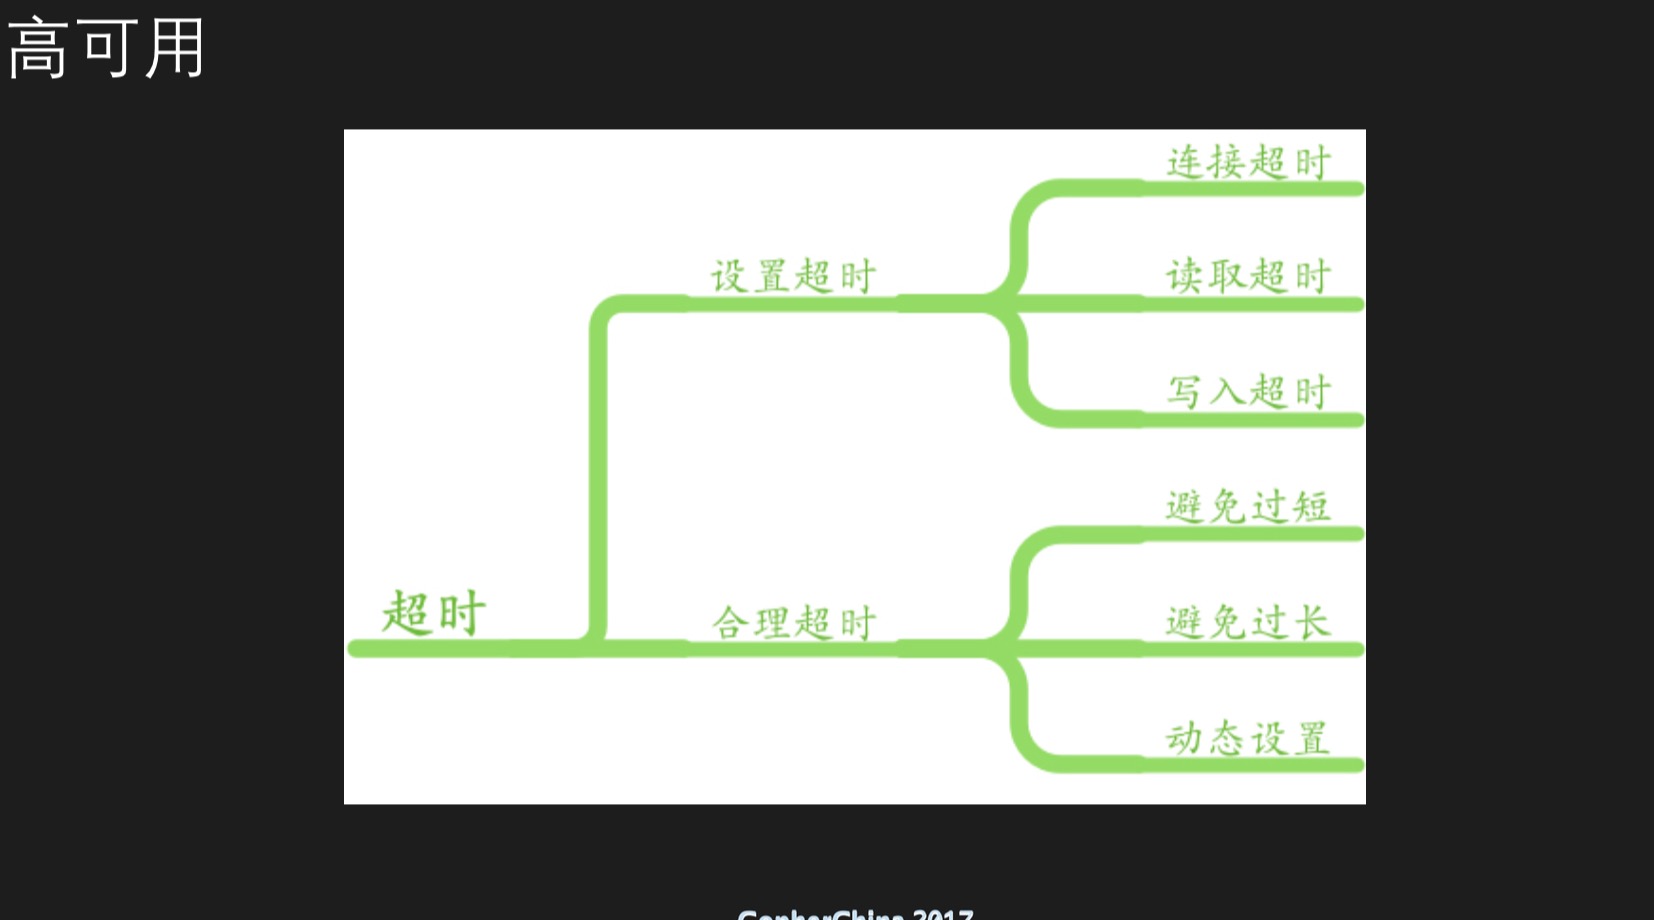 高可用
超时
设置超时
连接超时
读取超时
写入超时
合理超时
避免过短
避免过长
动态设置
GopherChina 2017